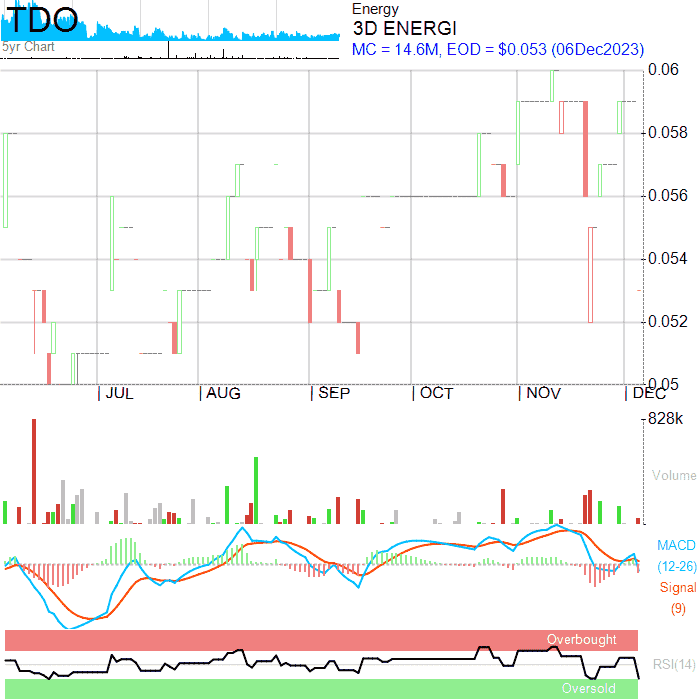 TDO
5yr Chart
Energy
3D ENERGI
MC = 14.6M, EOD = $0.053 (06Dec2023)
0.06
0.058
0.056
0.054
0.052
0.05
JUL AUG SEP OCT NOV DEC
828k
Volume
MACD
(12-26)
Signal
(9)
Overbought
RSI(14)
Oversold